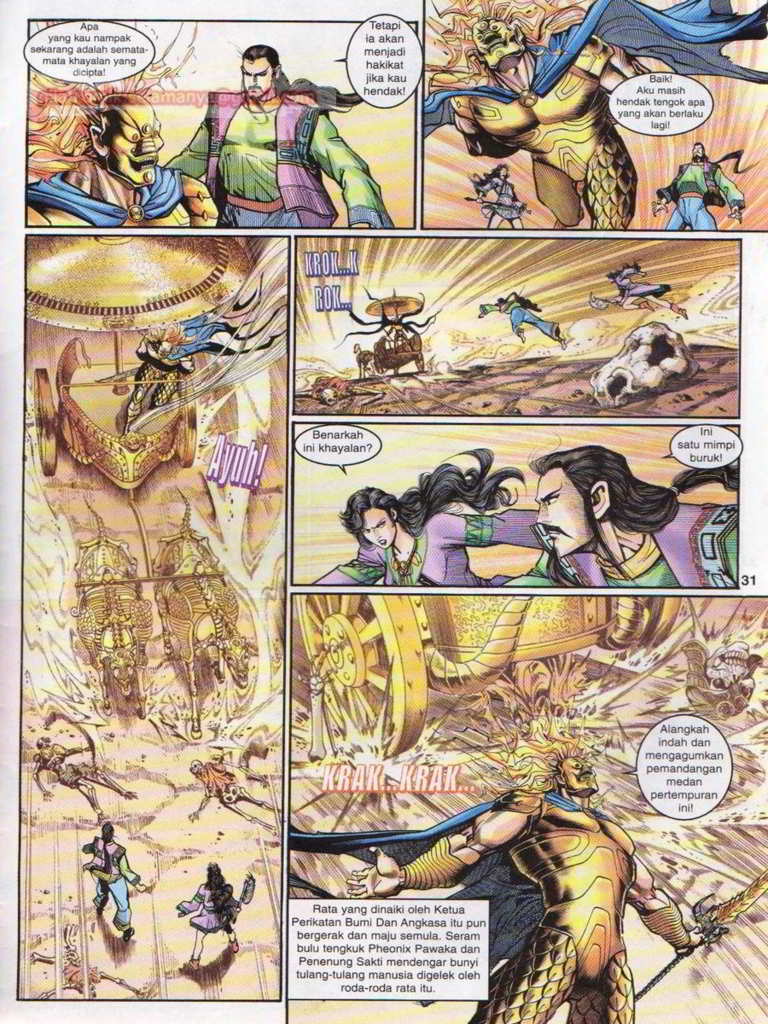 Apa
yang kau nampak
sekarang adalah semata-
mata khayalan yang
dicipta!
Tetapi
ia akan
menjadi
hakikat
jika kau
hendak!
Baik!
Aku masih
hendak tengok apa
yang akan berlaku
lagi!
Ayuh!
KROK...K
ROK...
Benarkah
ini khayalan?
Ini
satu mimpi
buruk!
31
KRAK...KRAK...
Alangkah
indah dan
mengagumkan
pemandangan
medan
pertempuran
ini!
Rata yang dinaiki oleh Ketua
Perikatan Bumi Dan Angkasa itu pun
bergerak dan maju semula. Seram
bulu tengkuk Pheonix Pawaka dan
Penenung Sakti mendengar bunyi
tulang-tulang manusia digelek oleh
roda-roda rata itu.